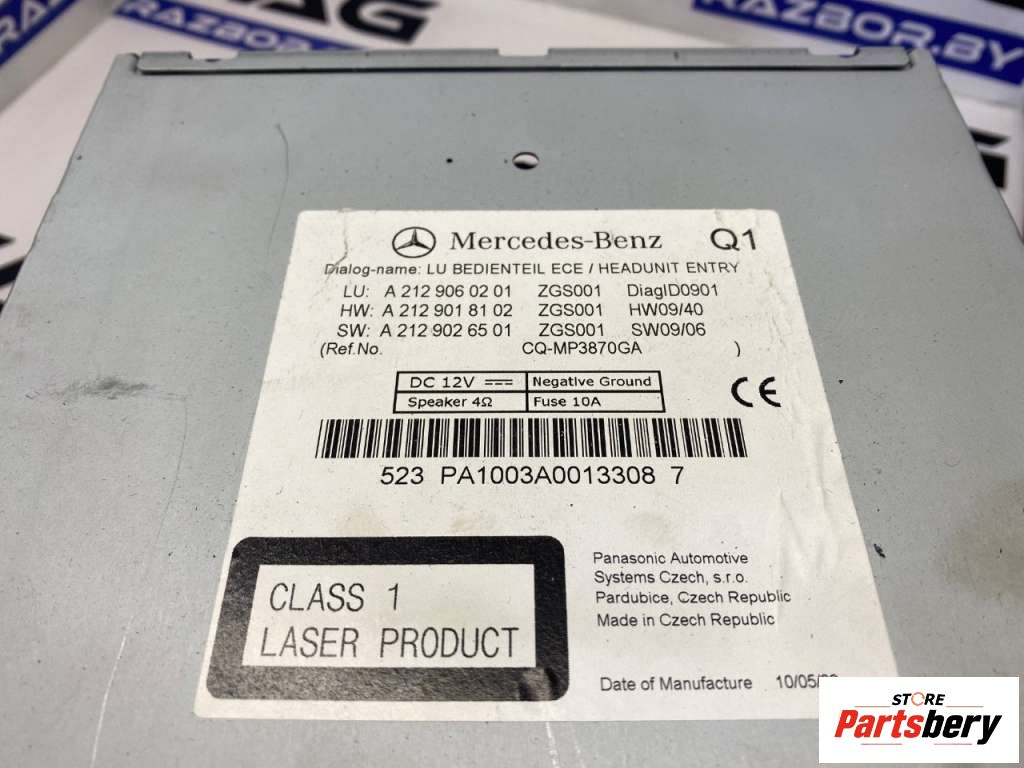 AG
RAZBOR.BY
Mercedes-Benz Q1
Dialog-name: LU BEDIENTEIL ECE / HEADUNIT ENTRY
LU: A 212 906 02 01 ZGS001 DiagID0901
HW: A 212 901 81 02 ZGS001 HW09/40
SW: A 212 902 65 01 ZGS001 SW09/06
(Ref.No. CQ-MP3870GA )
DC 12V Negative Ground
Speaker 4Ω Fuse 10A
CE
523 PA1003A0013308 7
CLASS 1
LASER PRODUCT
Panasonic Automotive
Systems Czech, s.r.o.
Pardubice, Czech Republic
Made in Czech Republic
Date of Manufacture 10/05/
STORE
Partsbery